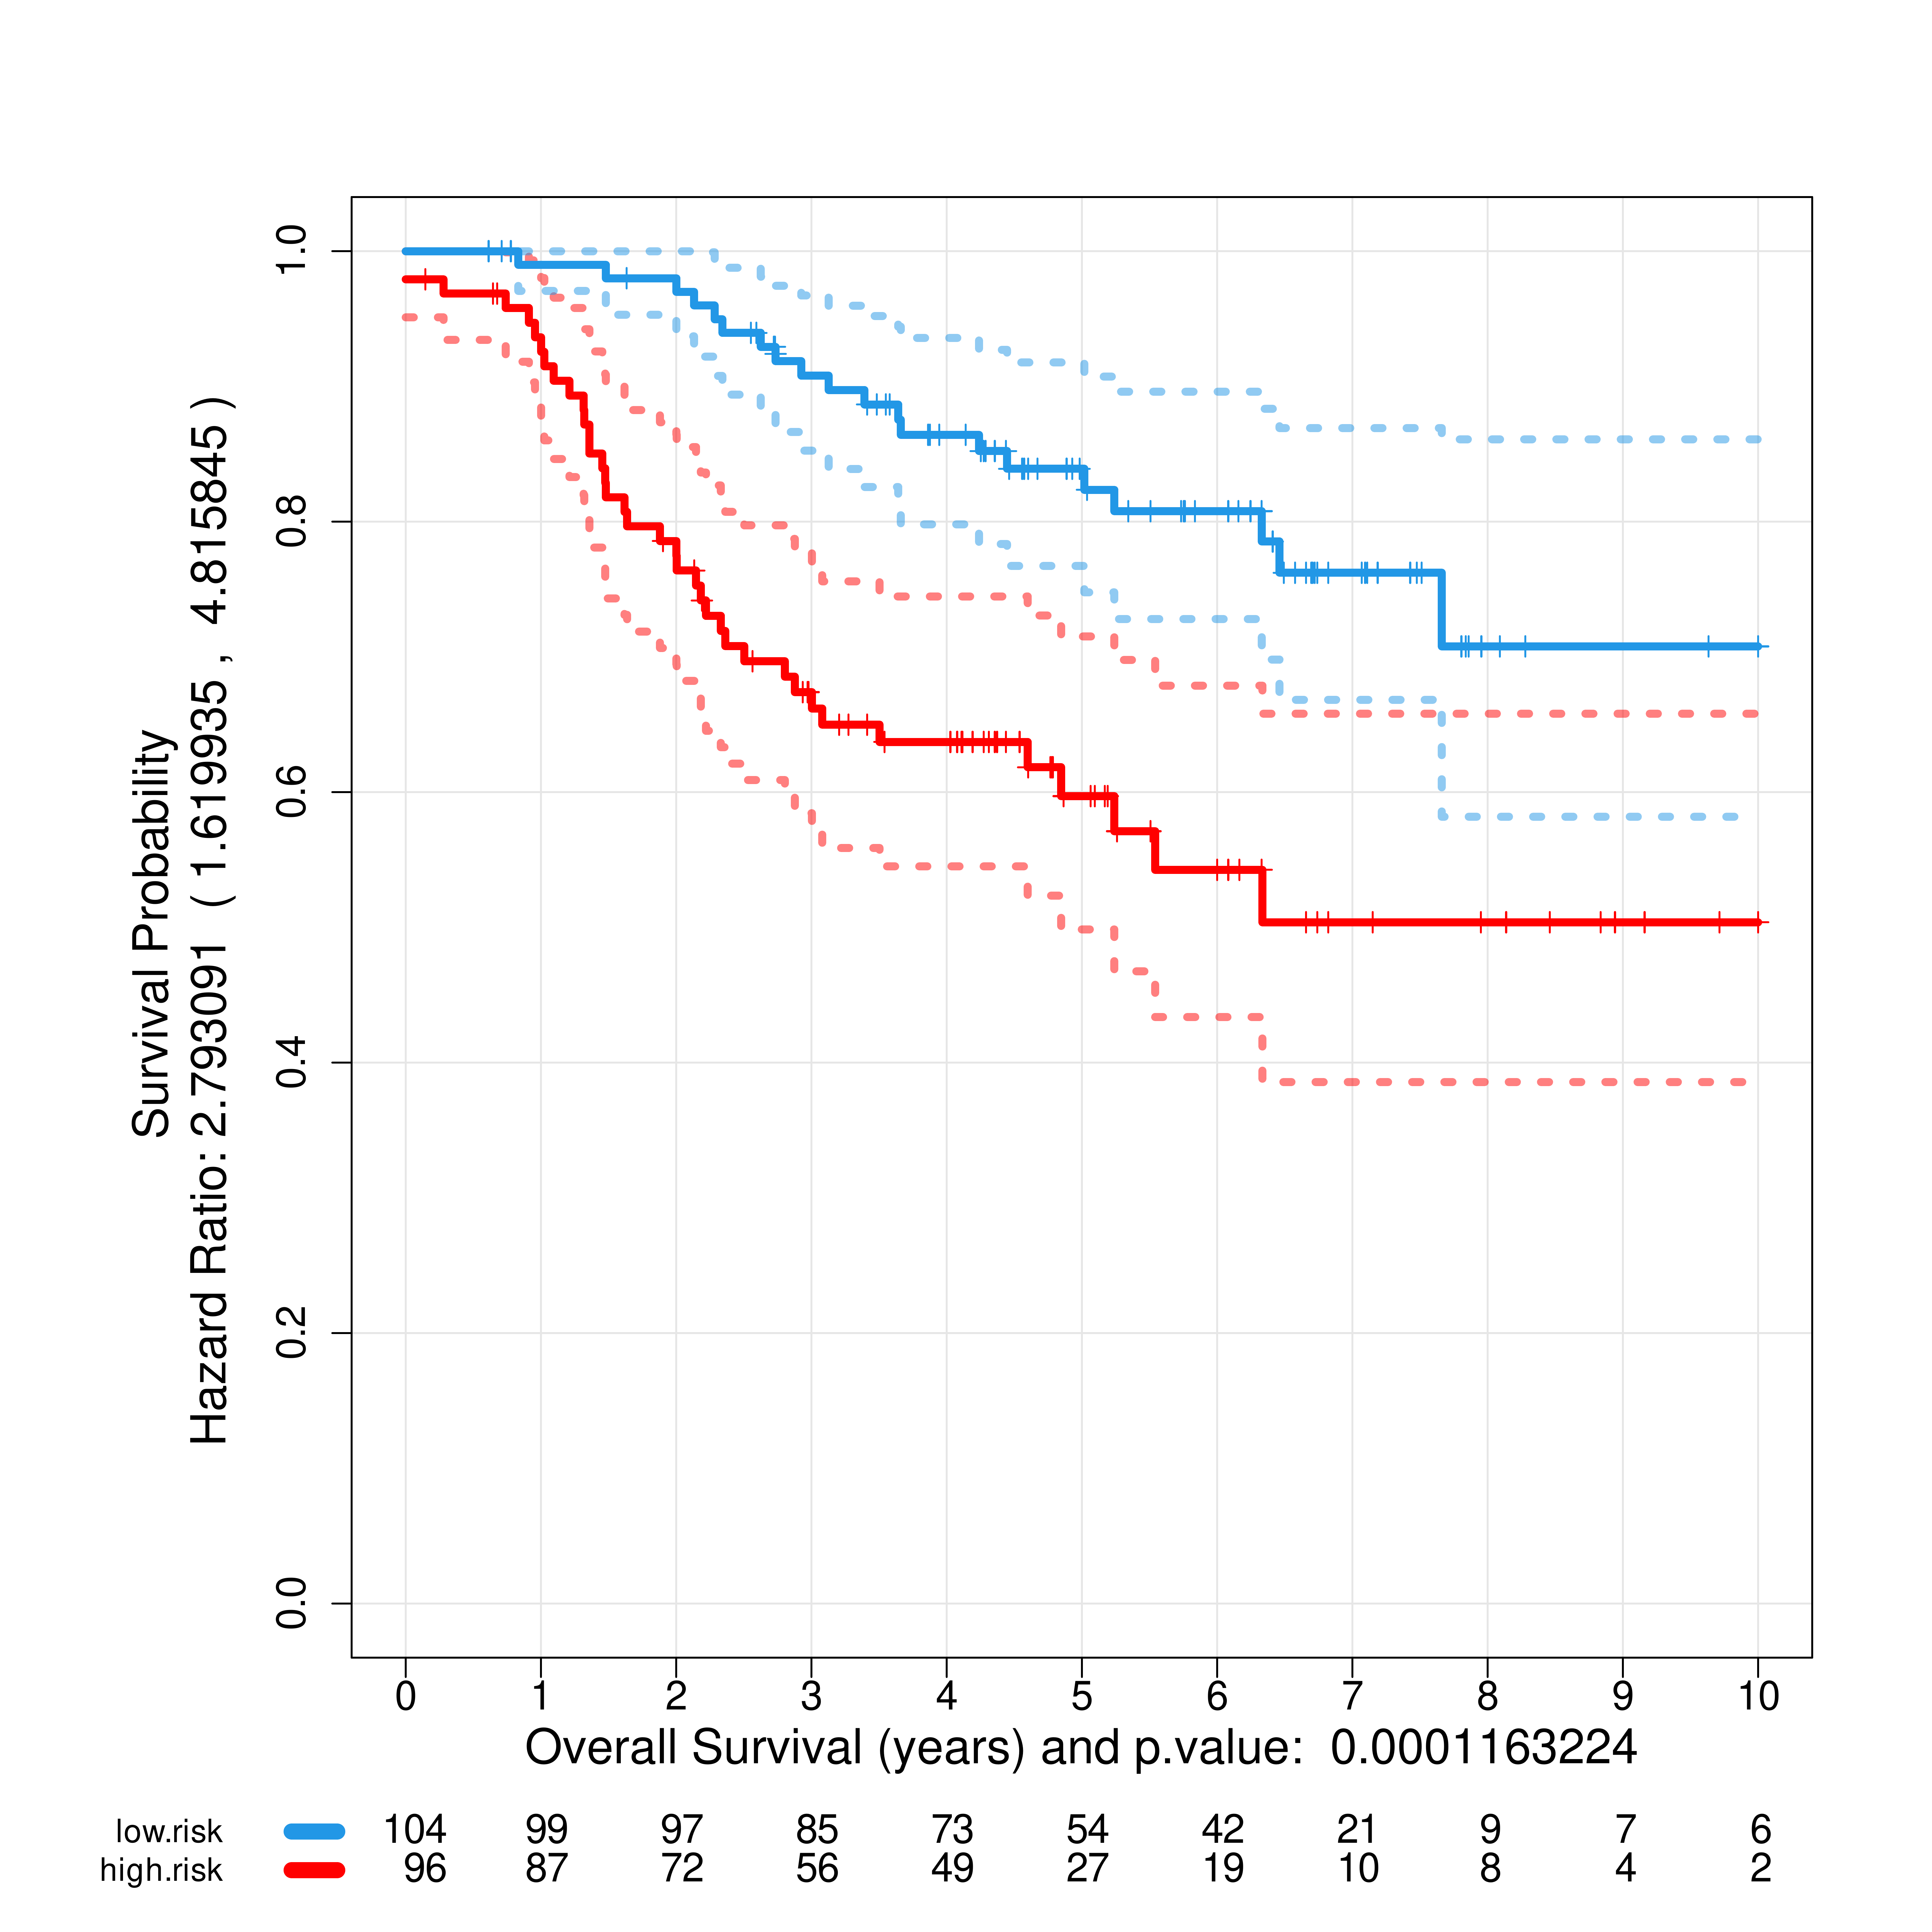 Survival Probability
Hazard Ratio: 2.793091 ( 1.619935 , 4.815845 )
1.0
0.8
0.6
0.4
0.2
0.0
0 1 2 3 4 5 6 7 8 9 10
Overall Survival (years) and p.value: 0.0001163224
low.risk 104 99 97 85 73 54 42 21 9 7 6
high.risk 96 87 72 56 49 27 19 10 8 4 2